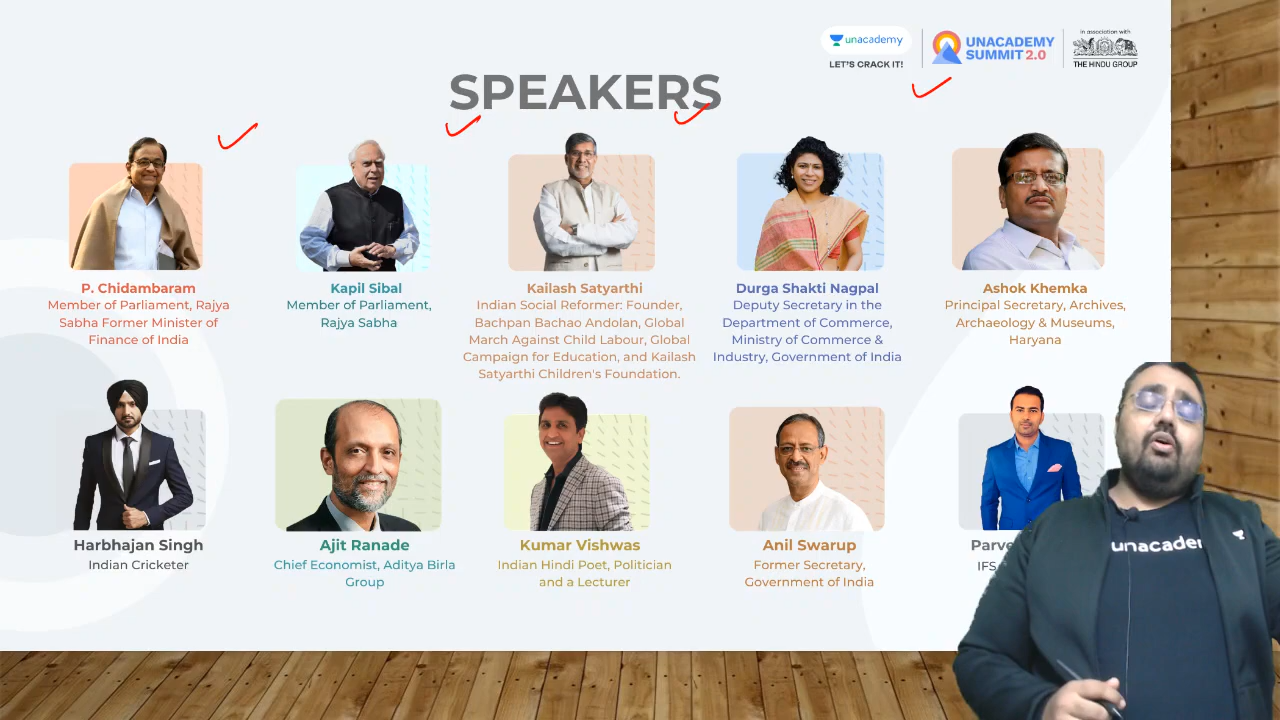 unacademy
LET'S CRACK IT!
UNACADEMY
SUMMIT 2.0
in association with
THE HINDU GROUP
SPEAKERS
P. Chidambaram
Member of Parliament, Rajya
Sabha Former Minister of
Finance of India
Kapil Sibal
Member of Parliament,
Rajya Sabha
Kailash Satyarthi
Indian Social Reformer: Founder,
Bachpan Bachao Andolan, Global
March Against Child Labour, Global
Campaign for Education, and Kailash
Satyarthi Children's Foundation.
Durga Shakti Nagpal
Deputy Secretary in the
Department of Commerce,
Ministry of Commerce &
Industry, Government of India
Ashok Khemka
Principal Secretary, Archives,
Archaeology & Museums,
Haryana
Harbhajan Singh
Indian Cricketer
Ajit Ranade
Chief Economist, Aditya Birla
Group
Kumar Vishwas
Indian Hindi Poet, Politician
and a Lecturer
Anil Swarup
Former Secretary,
Government of India
IFS